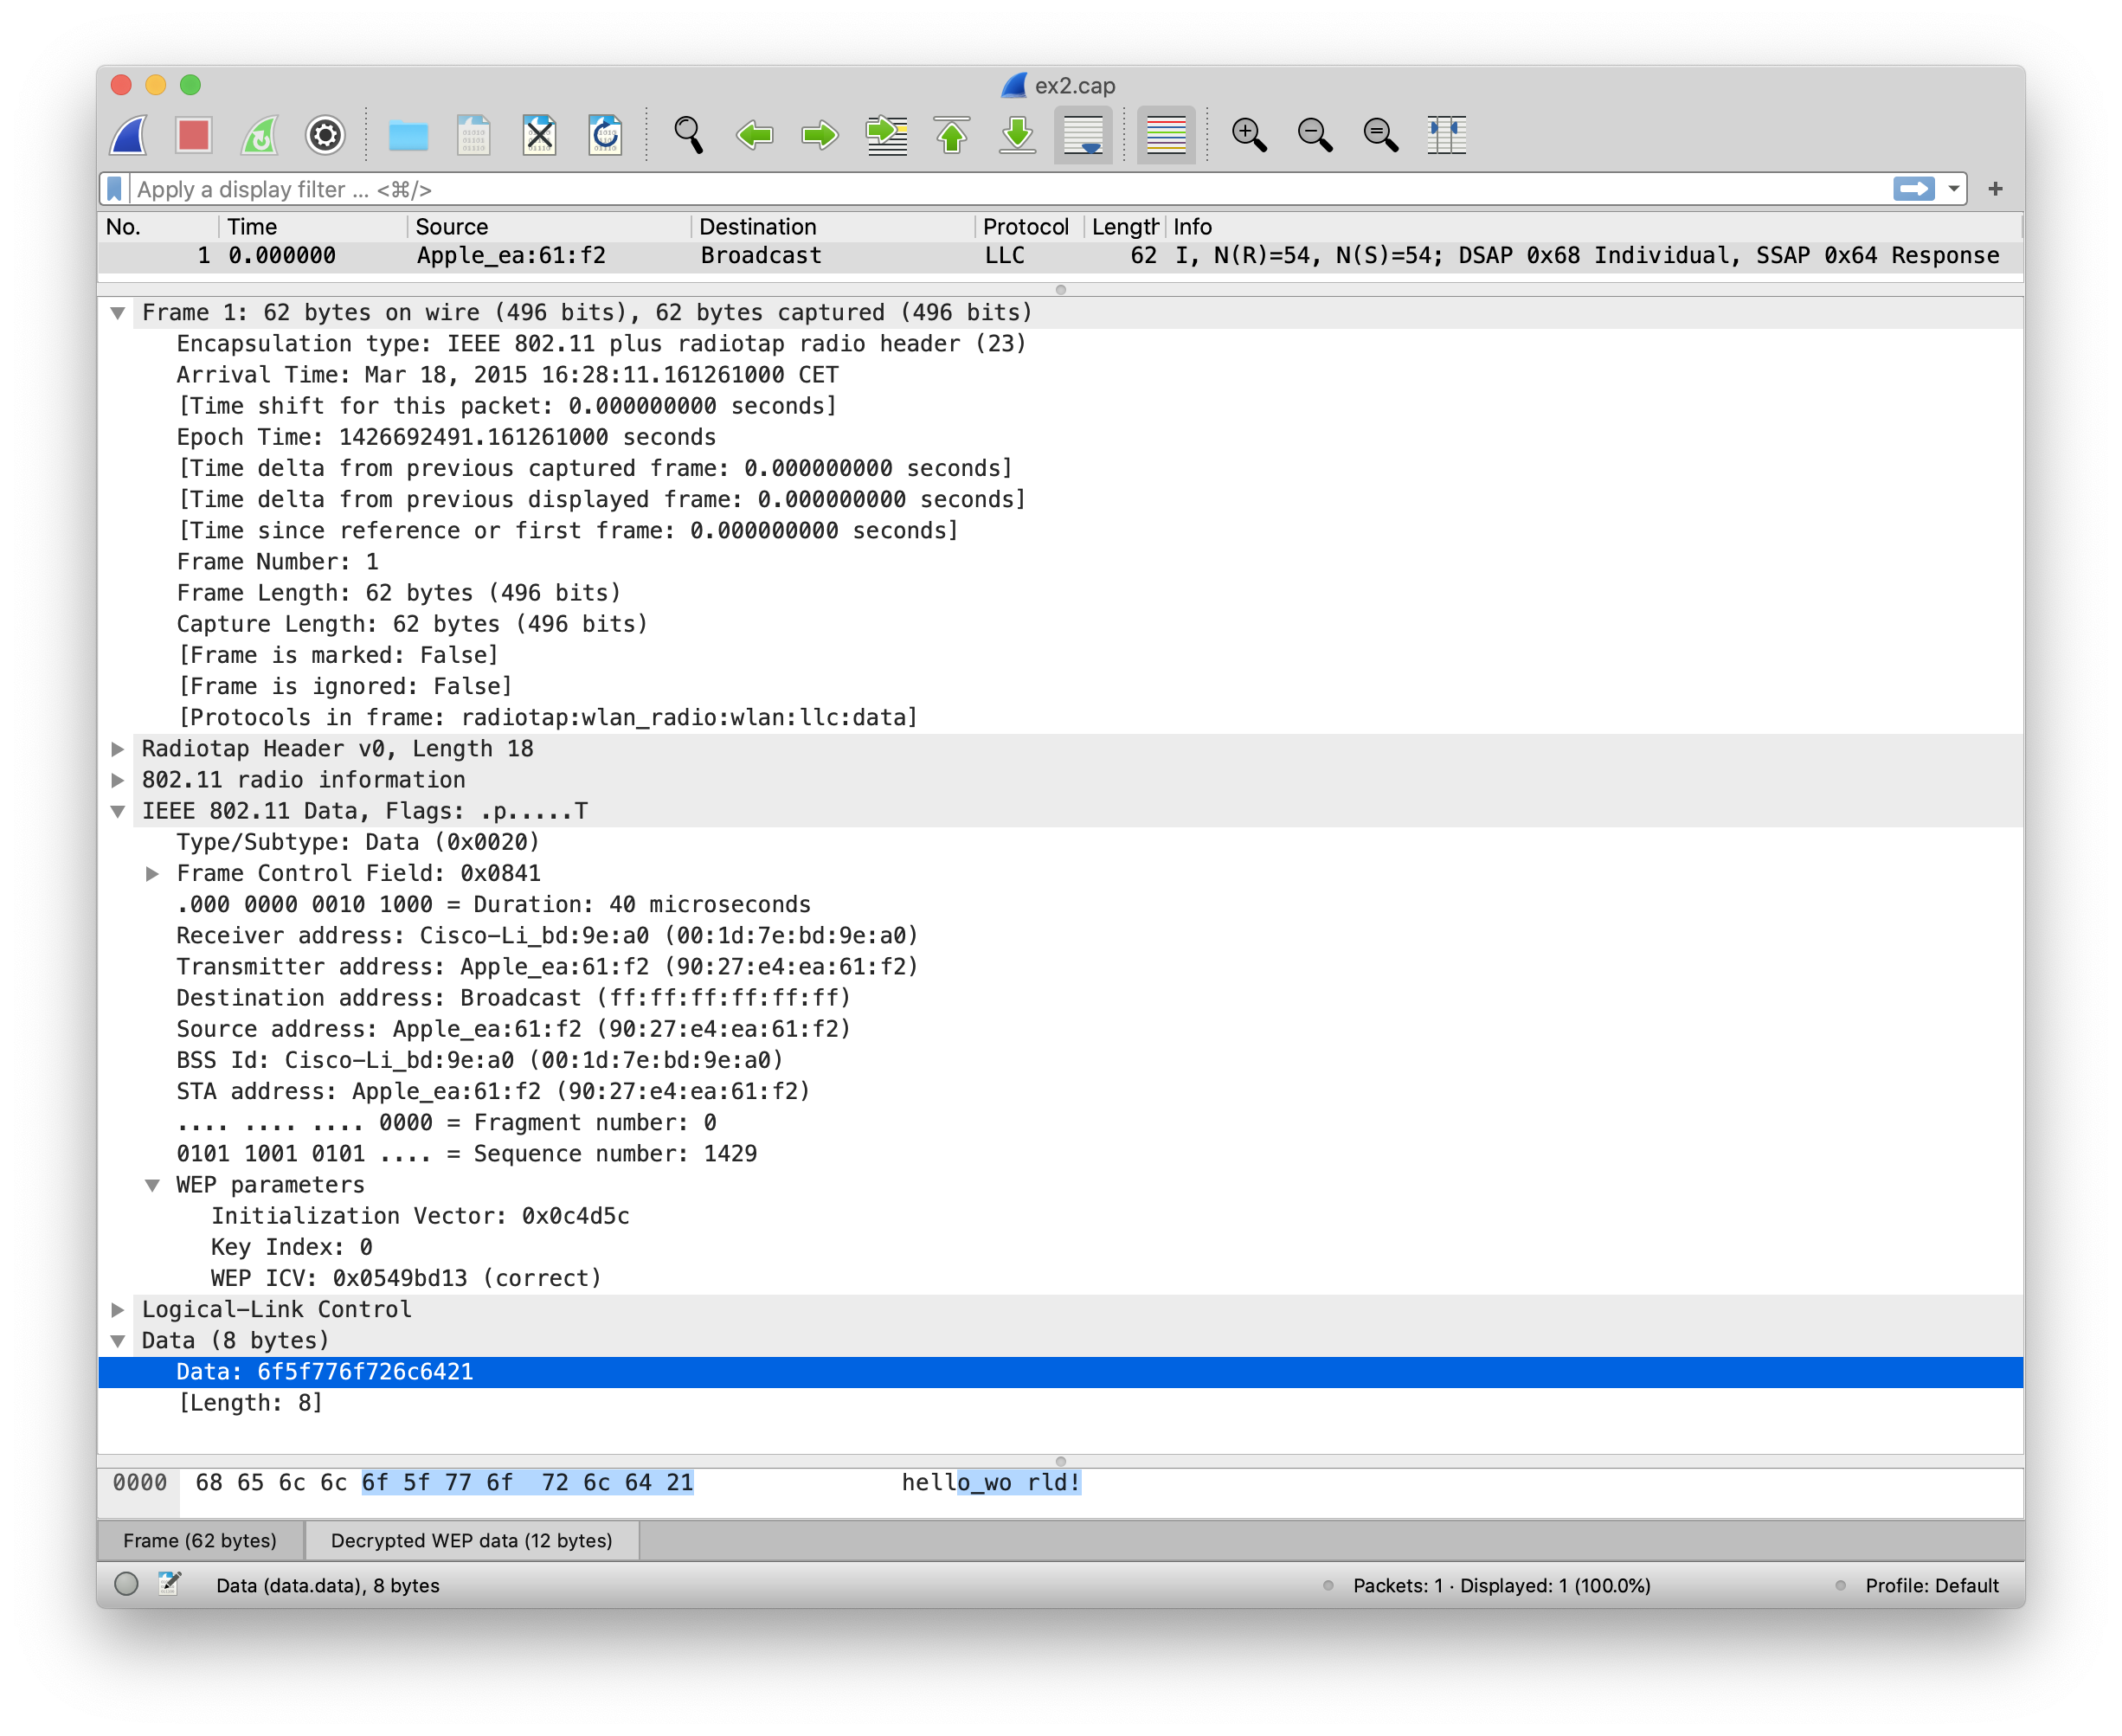 ex2.cap
Apply a display filter ... <⌘/>
+
No. Time Source Destination Protocol Length Info
1 0.000000 Apple_ea:61:f2 Broadcast LLC 62 I, N(R)=54, N(S)=54; DSAP 0x68 Individual, SSAP 0x64 Response
Frame 1: 62 bytes on wire (496 bits), 62 bytes captured (496 bits)
Encapsulation type: IEEE 802.11 plus radiotap radio header (23)
Arrival Time: Mar 18, 2015 16:28:11.161261000 CET
[Time shift for this packet: 0.000000000 seconds]
Epoch Time: 1426692491.161261000 seconds
[Time delta from previous captured frame: 0.000000000 seconds]
[Time delta from previous displayed frame: 0.000000000 seconds]
[Time since reference or first frame: 0.000000000 seconds]
Frame Number: 1
Frame Length: 62 bytes (496 bits)
Capture Length: 62 bytes (496 bits)
[Frame is marked: False]
[Frame is ignored: False]
[Protocols in frame: radiotap:wlan_radio:wlan:llc:data]
Radiotap Header v0, Length 18
802.11 radio information
IEEE 802.11 Data, Flags: .p.....T
Type/Subtype: Data (0x0020)
Frame Control Field: 0x0841
.000 0000 0010 1000 = Duration: 40 microseconds
Receiver address: Cisco-Li_bd:9e:a0 (00:1d:7e:bd:9e:a0)
Transmitter address: Apple_ea:61:f2 (90:27:e4:ea:61:f2)
Destination address: Broadcast (ff:ff:ff:ff:ff:ff)
Source address: Apple_ea:61:f2 (90:27:e4:ea:61:f2)
BSS Id: Cisco-Li_bd:9e:a0 (00:1d:7e:bd:9e:a0)
STA address: Apple_ea:61:f2 (90:27:e4:ea:61:f2)
.... .... .... 0000 = Fragment number: 0
0101 1001 0101 .... = Sequence number: 1429
WEP parameters
Initialization Vector: 0x0c4d5c
Key Index: 0
WEP ICV: 0x0549bd13 (correct)
Logical-Link Control
Data (8 bytes)
Data: 6f5f776f726c6421
[Length: 8]
0000 68 65 6c 6c 6f 5f 77 6f 72 6c 64 21 hello_wo rld!
Frame (62 bytes) Decrypted WEP data (12 bytes)
Data (data.data), 8 bytes Packets: 1 · Displayed: 1 (100.0%) Profile: Default